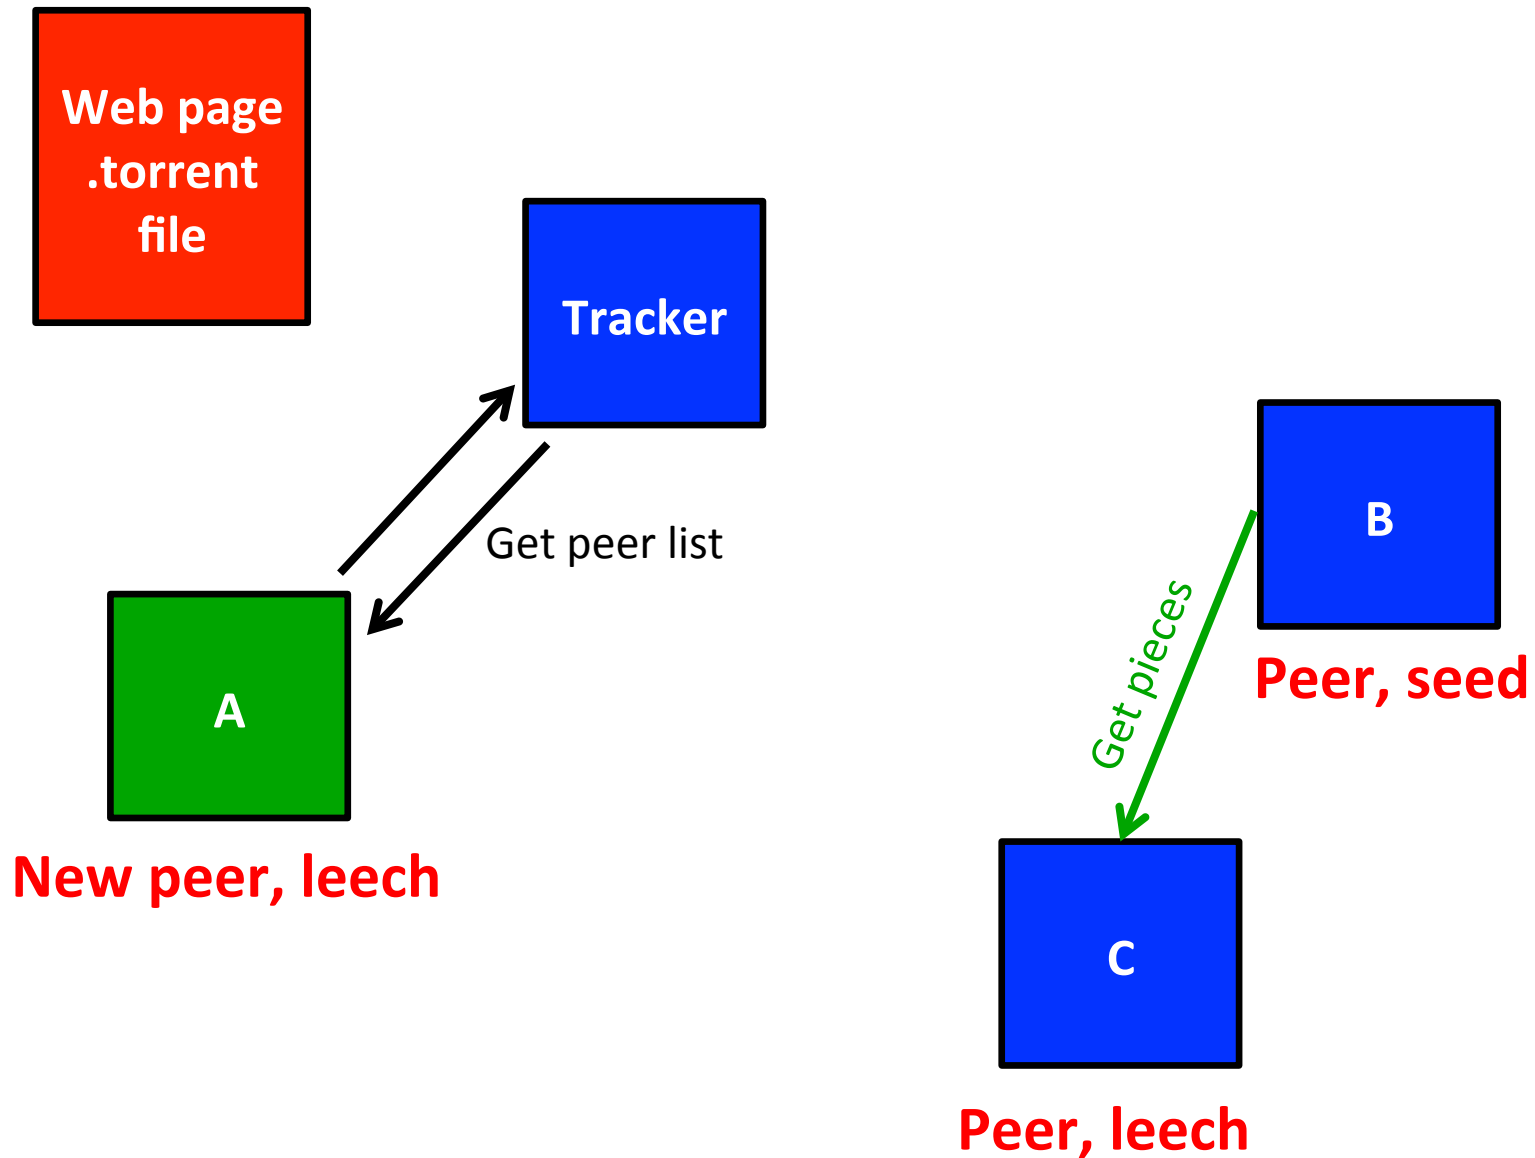 Web page
.torrent
file
Tracker
Get peer list
B
Get pieces
Peer, seed
A
New peer, leech
C
Peer, leech